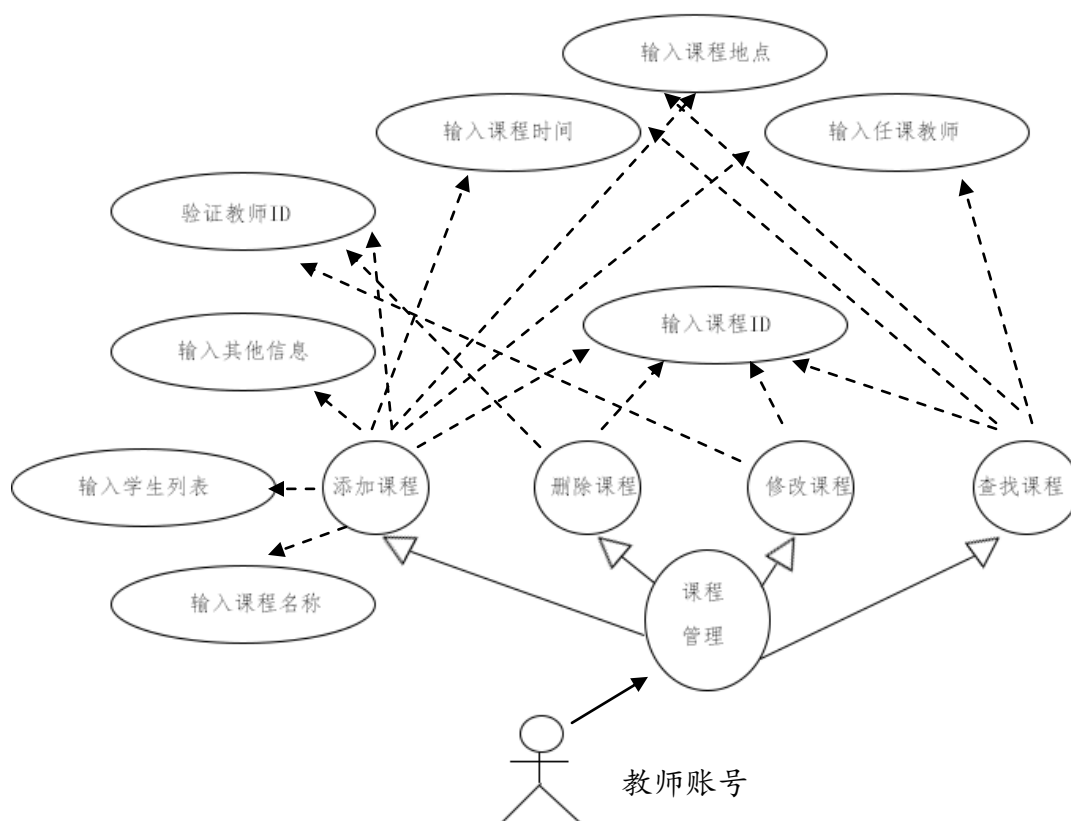 输入课程地点
输入课程时间
输入任课教师
验证教师ID
输入课程ID
输入其他信息
输入学生列表
添加课程
删除课程
修改课程
查找课程
输入课程名称
课程
管理
教师账号